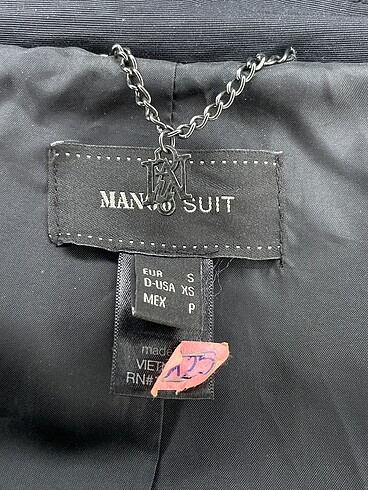 MANGO SUIT
EUR S
D-USA XS
MEX P
made
VIET
RN#